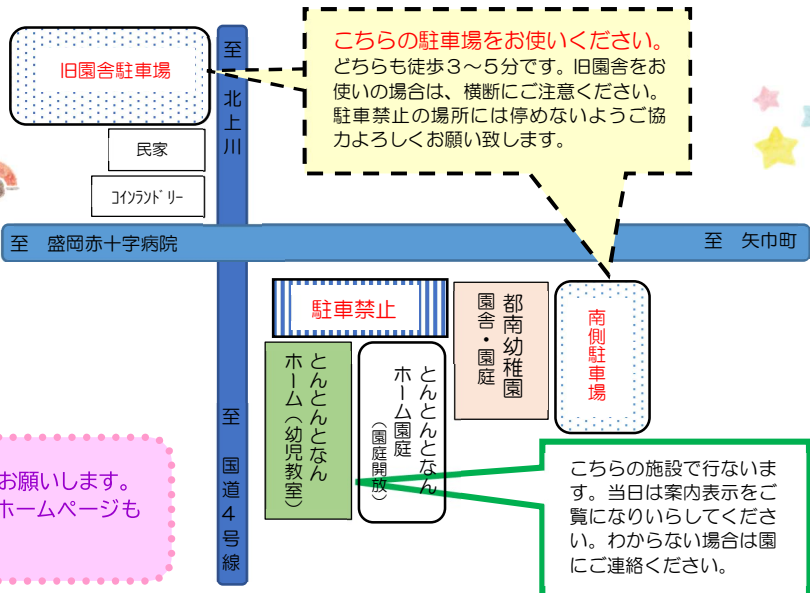 旧園舎駐車場
至 北上川
こちらの駐車場をお使いください。
どちらも徒歩３～５分です。旧園舎をお
使いの場合は、横断にご注意ください。
駐車禁止の場所には停めないようご協
力よろしくお願い致します。
民家
ｺｲﾝﾗﾝﾄﾞﾘｰ
至 盛岡赤十字病院
至 矢巾町
駐車禁止
都南幼稚園
園舎・園庭
南側駐車場
とんとんとなん
ホーム（幼児教室）
とんとんとなん
ホーム園庭
（園庭開放）
至 国道４号線
お願いします。
ホームページも
こちらの施設で行ないま
す。当日は案内表示をご
覧になりいらしてくださ
い。わからない場合は園
にご連絡ください。